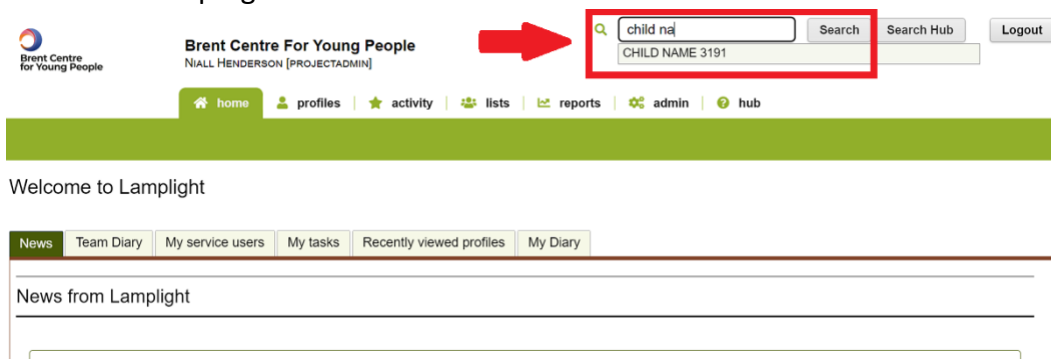 child na
Search
Search Hub
Logout
Brent Centre
for Young People
Brent Centre For Young People
NIALL HENDERSON [PROJECTADMIN]
CHILD NAME 3191
home
profiles
activity
lists
reports
admin
hub
Welcome to Lamplight
News
Team Diary
My service users
My tasks
Recently viewed profiles
My Diary
News from Lamplight